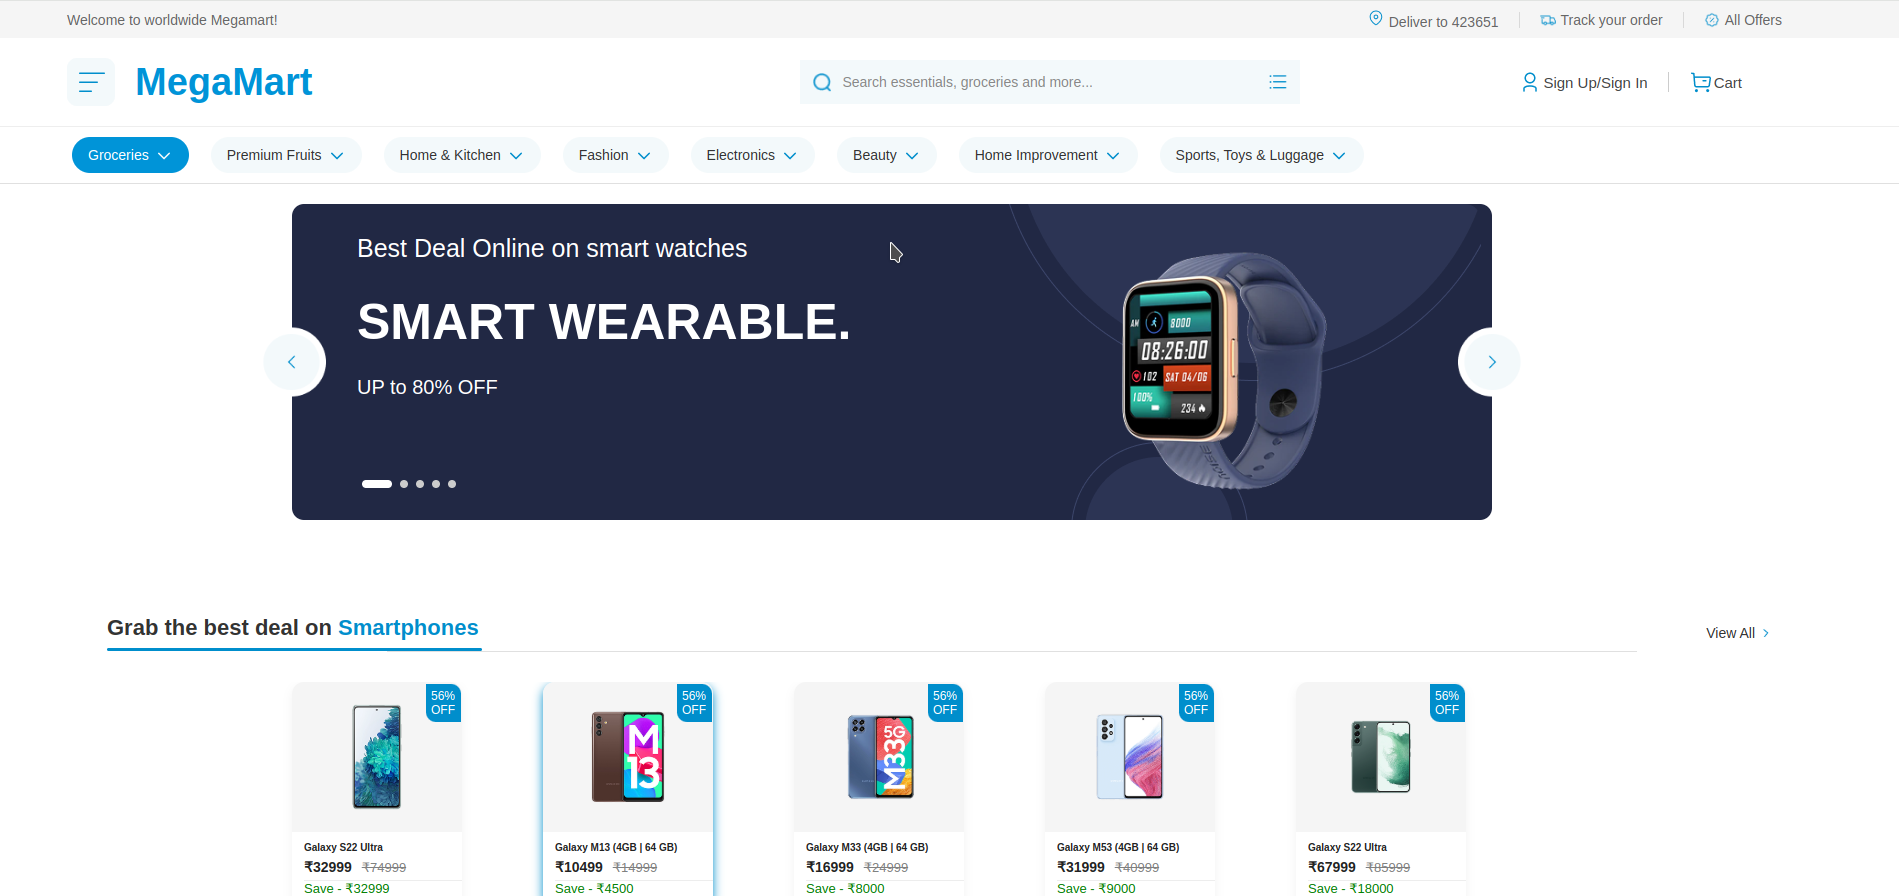 Welcome to worldwide Megamart!
Deliver to 423651
Track your order
All Offers
MegaMart
Search essentials, groceries and more...
Sign Up/Sign In
Cart
Groceries
Premium Fruits
Home & Kitchen
Fashion
Electronics
Beauty
Home Improvement
Sports, Toys & Luggage
Best Deal Online on smart watches
SMART WEARABLE.
UP to 80% OFF
AM
8000
08:26:00
102
SAT 04/06
100%
234
Grab the best deal on Smartphones
View All
56%
OFF
56%
OFF
56%
OFF
56%
OFF
56%
OFF
M
13
5G
M33
Galaxy S22 Ultra
₹32999 ₹74999
Save - ₹32999
Galaxy M13 (4GB | 64 GB)
₹10499 ₹14999
Save - ₹4500
Galaxy M33 (4GB | 64 GB)
₹16999 ₹24999
Save - ₹8000
Galaxy M53 (4GB | 64 GB)
₹31999 ₹40999
Save - ₹9000
Galaxy S22 Ultra
₹67999 ₹85999
Save - ₹18000